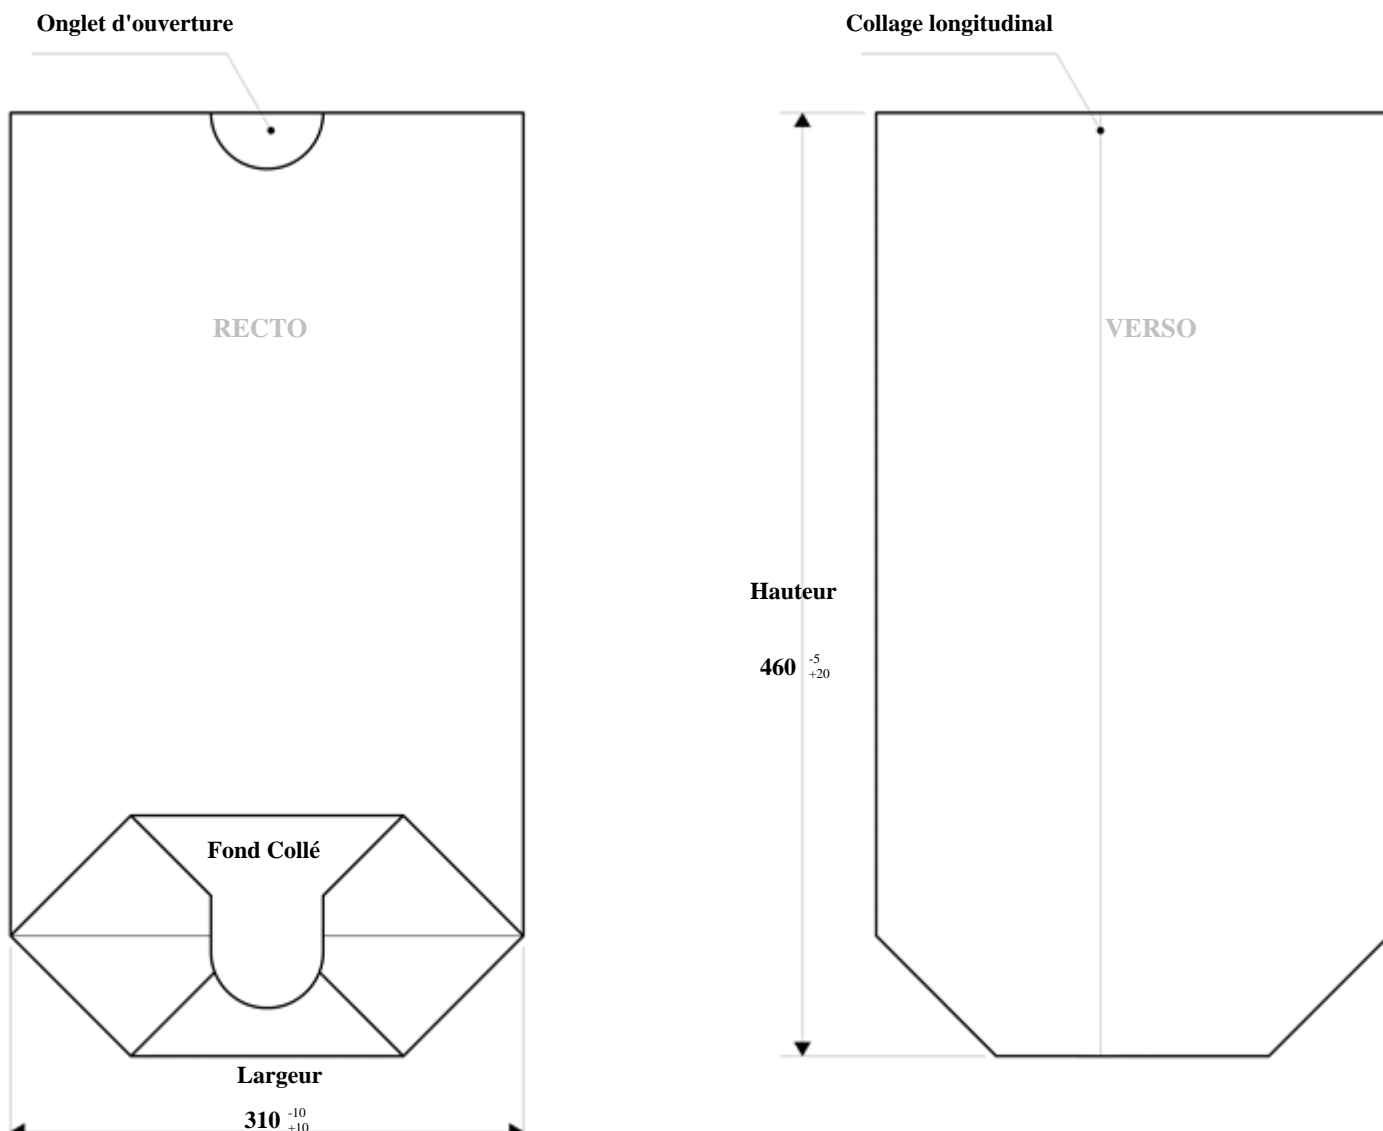 Onglet d'ouverture
Collage longitudinal
RECTO
VERSO
Hauteur
460 -5 +20
Fond Collé
Largeur
310 -10 +10